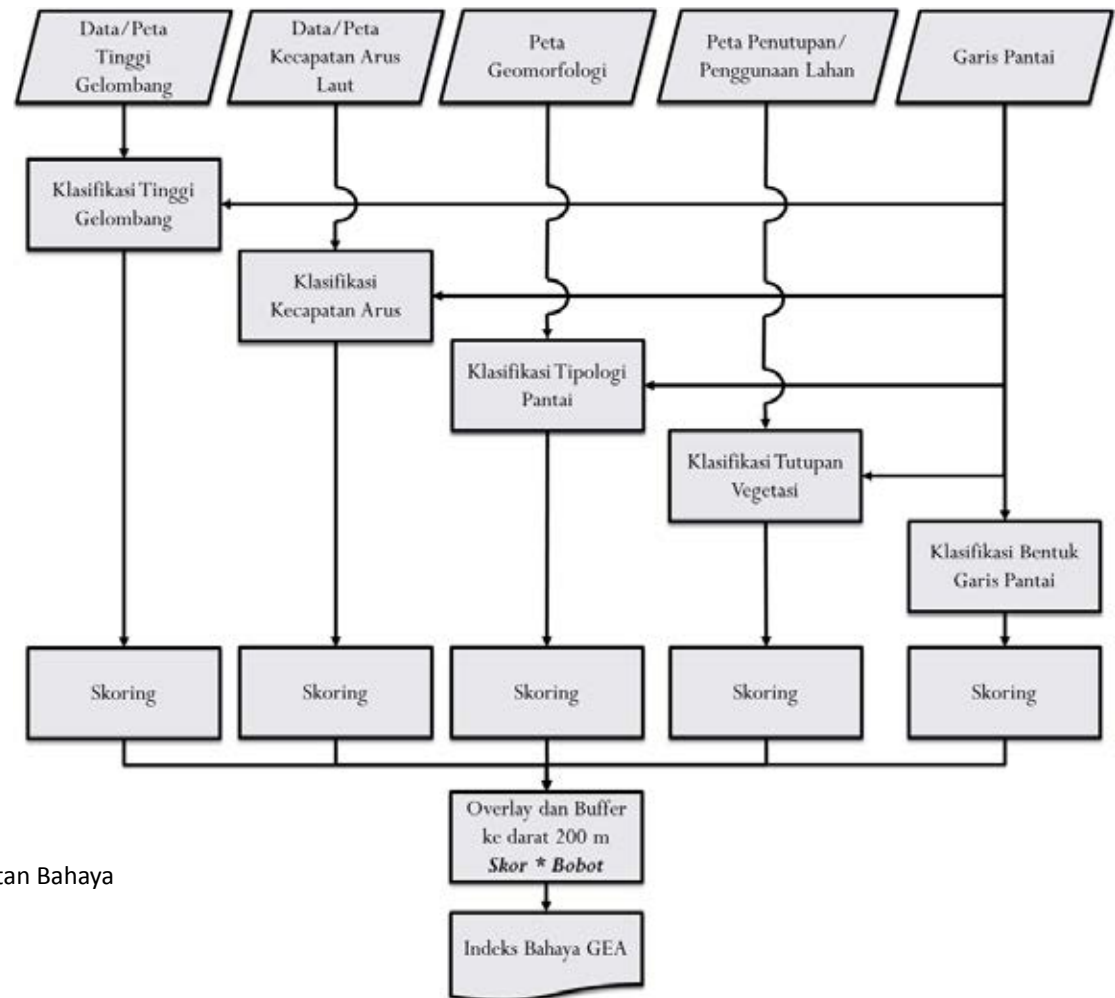 Data/Peta
Tinggi
Gelombang
Data/Peta
Kecapatan Arus
Laut
Peta
Geomorfologi
Peta Penutupan/
Penggunaan Lahan
Garis Pantai
Klasifikasi Tinggi
Gelombang
Klasifikasi
Kecapatan Arus
Klasifikasi Tipologi
Pantai
Klasifikasi Tutupan
Vegetasi
Klasifikasi Bentuk
Garis Pantai
Skoring
Skoring
Skoring
Skoring
Skoring
Overlay dan Buffer
ke darat 200 m
Skor * Bobot
Bahaya
Indeks Bahaya GEA